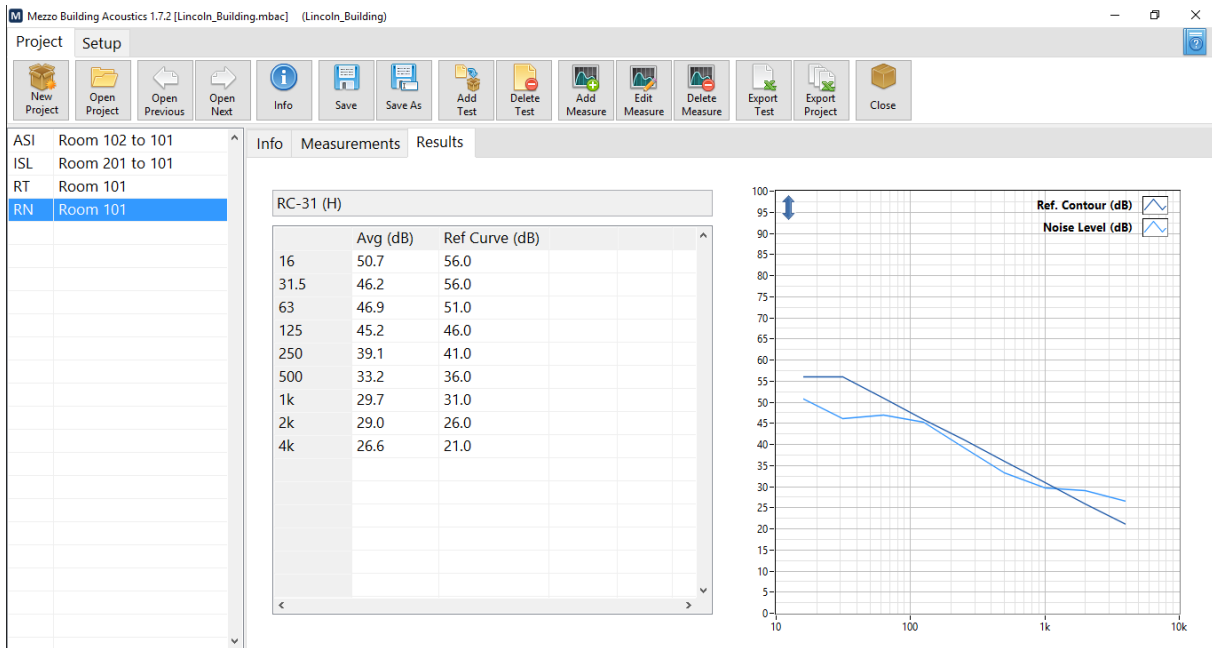 M Mezzo Building Acoustics 1.7.2 [Lincoln_Building.mbac] (Lincoln_Building)
Project Setup
New Project
Open Project
Open Previous
Open Next
Info
Save
Save As
Add Test
Delete Test
Add Measure
Edit Measure
Delete Measure
Export Test
Export Project
Close
ASI Room 102 to 101
ISL Room 201 to 101
RT Room 101
RN Room 101
Info Measurements Results
RC-31 (H)
Avg (dB) Ref Curve (dB)
16 50.7 56.0
31.5 46.2 56.0
63 46.9 51.0
125 45.2 46.0
250 39.1 41.0
500 33.2 36.0
1k 29.7 31.0
2k 29.0 26.0
4k 26.6 21.0
Ref. Contour (dB)
Noise Level (dB)
100
95
90
85
80
75
70
65
60
55
50
45
40
35
30
25
20
15
10
5
0
10 100 1k 10k